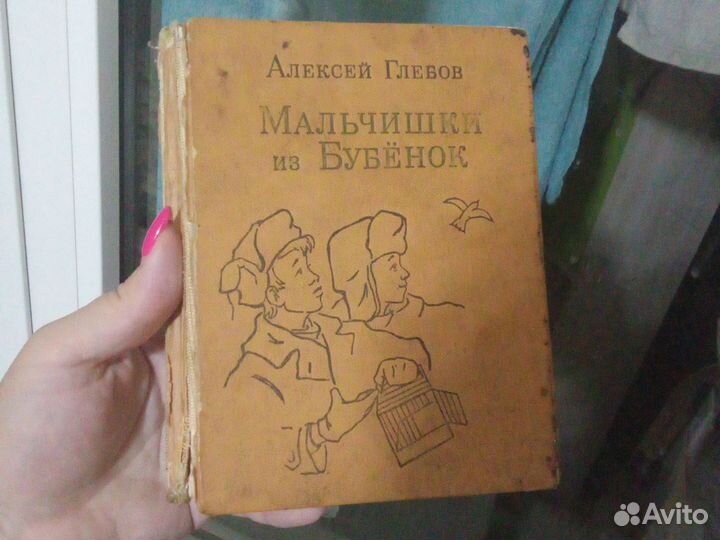 Алексей Глебов
Мальчишки
из Бубёнок
Avito